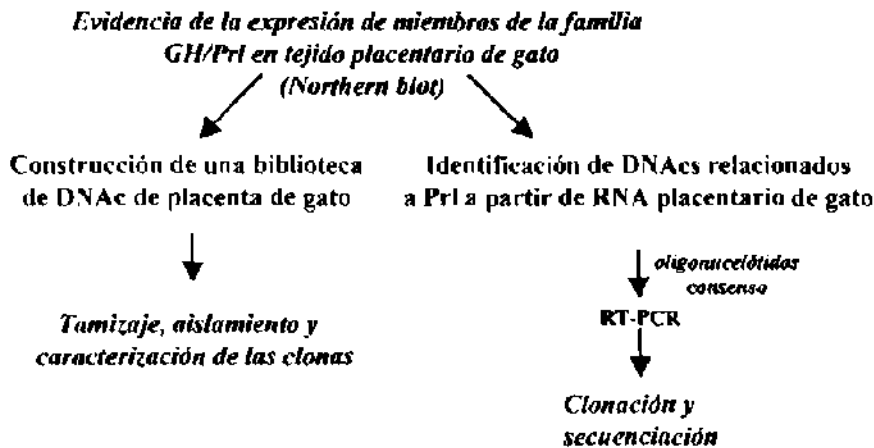 Evidencia de la expresión de miembros de la familia
GH/Prl en tejido placentario de gato
(Northern blot)
Construcción de una biblioteca
de DNAc de placenta de gato
Identificación de DNAcs relacionados
a Prl a partir de RNA placentario de gato
Tamizaje, aislamiento y
caracterización de las clonas
oligonucelótidos
consenso
RT-PCR
Clonación y
secuenciación